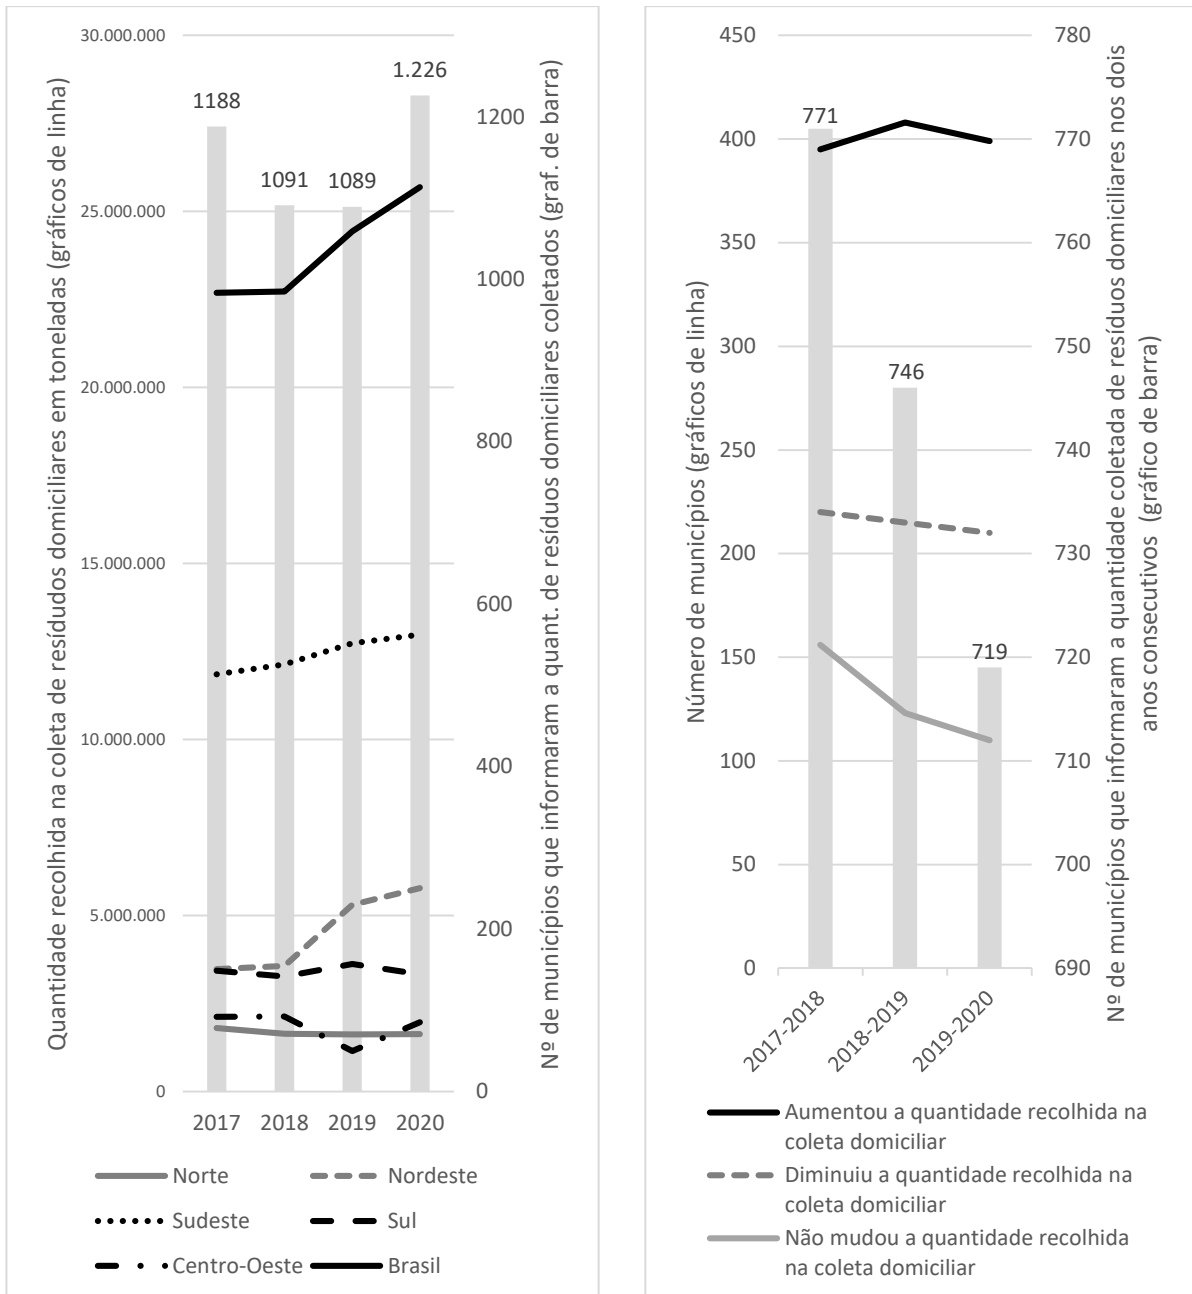 Quantidade recolhida na coleta de resídudos domiciliares em toneladas (gráficos de linha)
30.000.000
25.000.000
20.000.000
15.000.000
10.000.000
5.000.000
0
1188
1091
1089
1.226
1200
1000
800
600
400
200
0
Nº de municípios que informaram a quant. de resíduos domiciliares coletados (graf. de barra)
2017
2018
2019
2020
Norte
Nordeste
Sudeste
Sul
Centro-Oeste
Brasil
Número de municípios (gráficos de linha)
450
400
350
300
250
200
150
100
50
0
771
746
719
780
770
760
750
740
730
720
710
700
690
Nº de municípios que informaram a quantidade coletada de resíduos domiciliares nos dois
anos consecutivos (gráfico de barra)
2017-2018
2018-2019
2019-2020
Aumentou a quantidade recolhida na
coleta domiciliar
Diminuiu a quantidade recolhida na
coleta domiciliar
Não mudou a quantidade recolhida
na coleta domiciliar